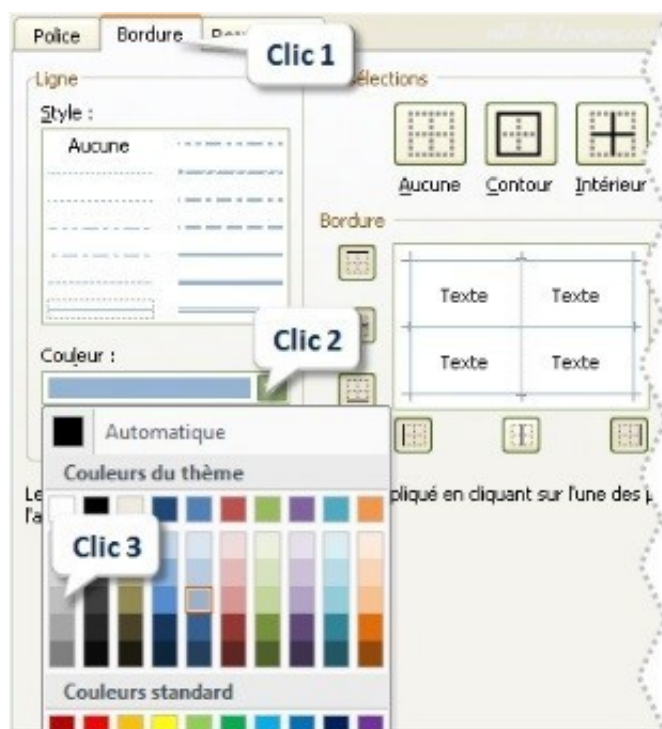 Police
Bordure
Clic 1
Ligne
Style :
Aucune
Aucune
Contour
Intérieur
Bordure
Texte
Texte
Texte
Texte
Clic 2
Couleur :
Automatique
Couleurs du thème
pliqué en cliquant sur l'une des
Clic 3
Couleurs standard